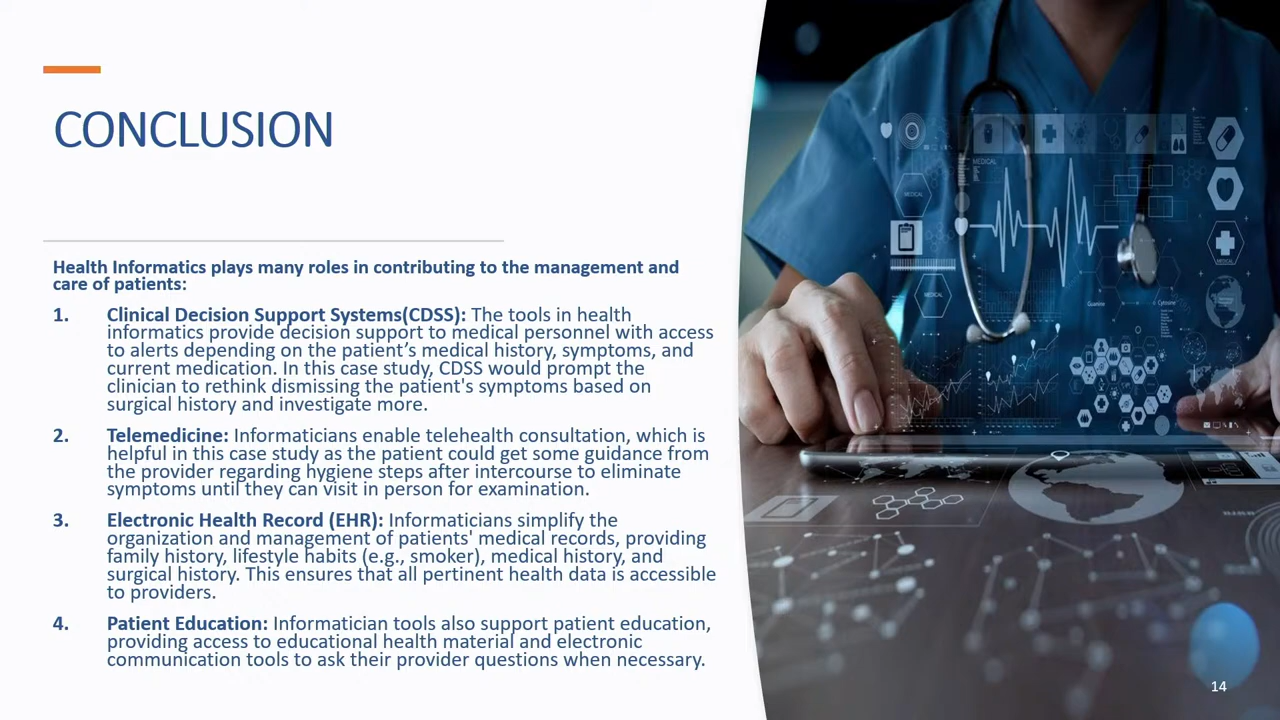 CONCLUSION
Health Informatics plays many roles in contributing to the management and
care of patients:
1. Clinical Decision Support Systems(CDSS): The tools in health
informatics provide decision support to medical personnel with access
to alerts depending on the patient’s medical history, symptoms, and
current medication. In this case study, CDSS would prompt the
clinician to rethink dismissing the patient's symptoms based on
surgical history and investigate more.
2. Telemedicine: Informaticians enable telehealth consultation, which is
helpful in this case study as the patient could get some guidance from
the provider regarding hygiene steps after intercourse to eliminate
symptoms until they can visit in person for examination.
3. Electronic Health Record (EHR): Informaticians simplify the
organization and management of patients' medical records, providing
family history, lifestyle habits (e.g., smoker), medical history, and
surgical history. This ensures that all pertinent health data is accessible
to providers.
4. Patient Education: Informatician tools also support patient education,
providing access to educational health material and electronic
communication tools to ask their provider questions when necessary.
MEDICAL
MEDICAL
MEDICAL
MEDICAL
Guanine
Cytosine
14